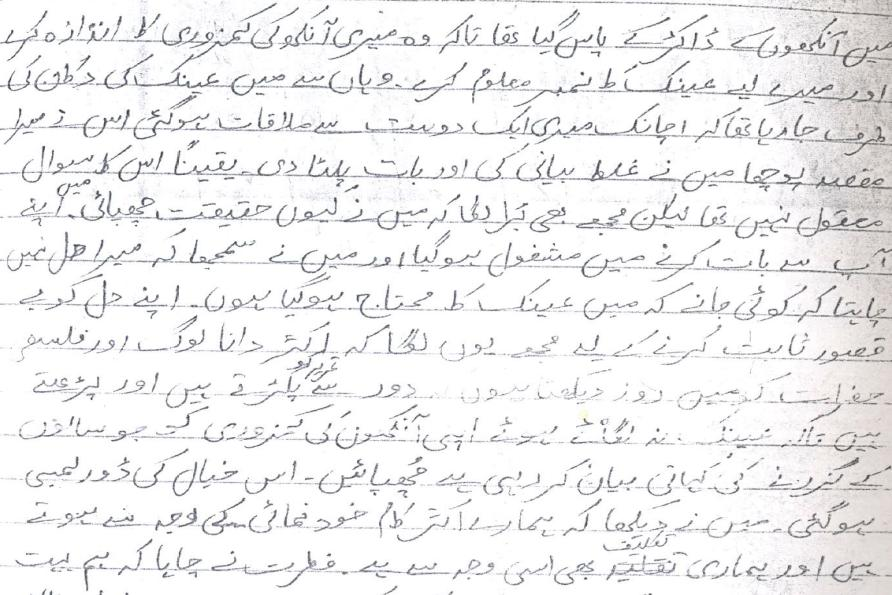 میں آنکھوں کے ڈاکٹر کے پاس گیا تھا تاکہ وہ میری آنکھو کی کمزوری کا اندازہ کرے
اور میرے لیے عینک کا نمبر معلوم کرے۔ وہاں سے میں عینک کی دکان کی
طرف جا رہا تھا کہ اچانک میری ایک دوست سے ملاقات ہوگئی اس نے میرا
مقصد پوچھا میں نے غلط بیانی کی اور بات پلٹا دی۔ یقیناً اس کا سوال
معقول نہیں تھا لیکن مجھے بھی بُرا لگا کہ میں نے کیوں حقیقت چھپائی۔ میں اپنے
آپ سے بات کرنے میں مشغول ہوگیا اور میں نے سمجھا کہ میرا دل نہیں
چاہتا کہ کوئی جانے کہ میں عینک کا محتاج ہوگیا ہوں۔ اپنے دل کو بے
قصور ثابت کرنے کے لیے مجھے یوں لگا کہ اکثر دانا لوگ اور فلسفی
حضرات کو میں روز دیکھتا ہوں دور سے پکڑتے ہیں اور پڑھتے
ہیں تاکہ عینک نہ لگاتے ہوئے اپنی آنکھوں کی کمزوری کو جو سالوں
کے گزرنے کی کہانی بیان کر رہی ہے چُھپائیں۔ اس خیال کی ڈور لمبی
ہوگئی۔ میں نے دیکھا کہ ہمارے اکثر کام خود نمائی کی وجہ سے ہوتے
ہیں اور ہماری تکلیف بھی اسی وجہ سے ہے۔ فطرت نے چاہا کہ ہم بہت